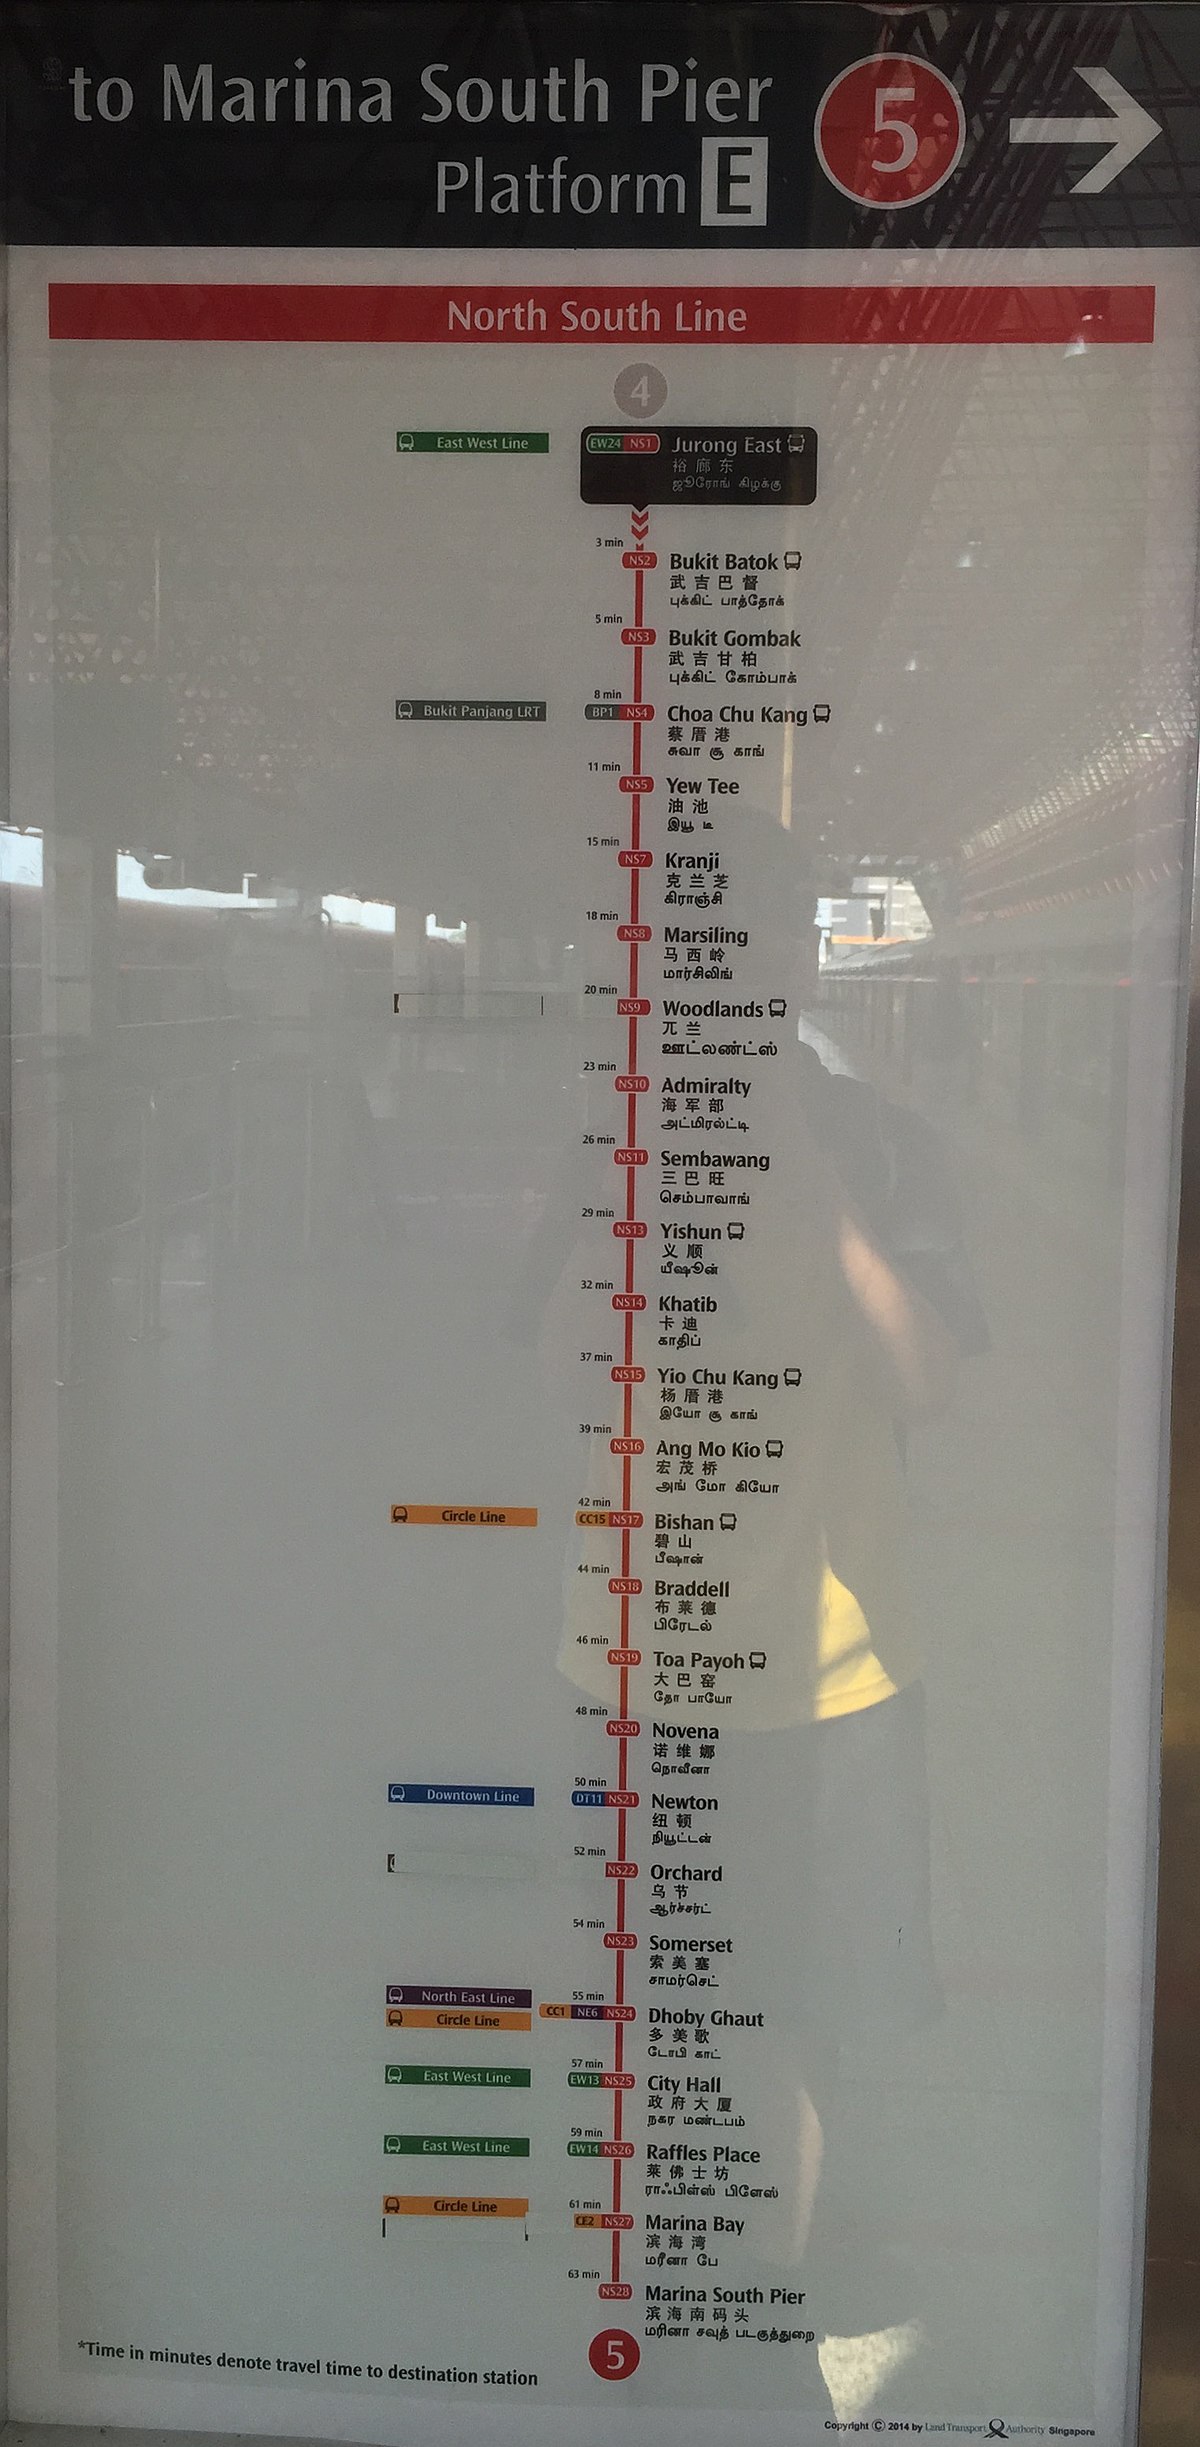 to Marina South Pier 5
Platform E
North South Line
4
East West Line EW24 NS1 Jurong East
裕廊东
ஜூரோங் கிழக்கு
3 min
NS2 Bukit Batok
武吉巴督
புக்கிட் பாத்தோக்
5 min
NS3 Bukit Gombak
武吉甘柏
புக்கிட் கோம்பாக்
8 min
Bukit Panjang LRT BP1 NS4 Choa Chu Kang
蔡厝港
சுவா சூ காங்
11 min
NS5 Yew Tee
油池
இயூ டீ
15 min
NS7 Kranji
克兰芝
கிராஞ்சி
18 min
NS8 Marsiling
马西岭
மார்சிலிங்
20 min
NS9 Woodlands
兀兰
ஊட்லண்ட்ஸ்
23 min
NS10 Admiralty
海军部
அட்மிரல்ட்டி
26 min
NS11 Sembawang
三巴旺
செம்பாவாங்
29 min
NS13 Yishun
义顺
யீஷூன்
32 min
NS14 Khatib
卡迪
காதிப்
37 min
NS15 Yio Chu Kang
杨厝港
இயோ சூ காங்
39 min
NS16 Ang Mo Kio
宏茂桥
அங் மோ கியோ
42 min
Circle Line CC15 NS17 Bishan
碧山
பீஷான்
44 min
NS18 Braddell
布莱德
பிரேடல்
46 min
NS19 Toa Payoh
大巴窑
தோ பாயோ
48 min
NS20 Novena
诺维娜
நொவீனா
50 min
Downtown Line DT11 NS21 Newton
纽顿
நியூட்டன்
52 min
NS22 Orchard
乌节
ஆர்ச்சர்ட்
54 min
NS23 Somerset
索美塞
சாமர்செட்
North East Line 55 min
Circle Line CC1 NE6 NS24 Dhoby Ghaut
多美歌
டோபி காட்
57 min
East West Line EW13 NS25 City Hall
政府大厦
நகர மண்டபம்
59 min
East West Line EW14 NS26 Raffles Place
莱佛士坊
ராஃபிள்ஸ் பிளேஸ்
61 min
Circle Line CE2 NS27 Marina Bay
滨海湾
மரீனா பே
63 min
NS28 Marina South Pier
滨海南码头
மரினா சவுத் படகுத்துறை
5
*Time in minutes denote travel time to destination station
Copyright © 2014 by Land Transport Authority Singapore